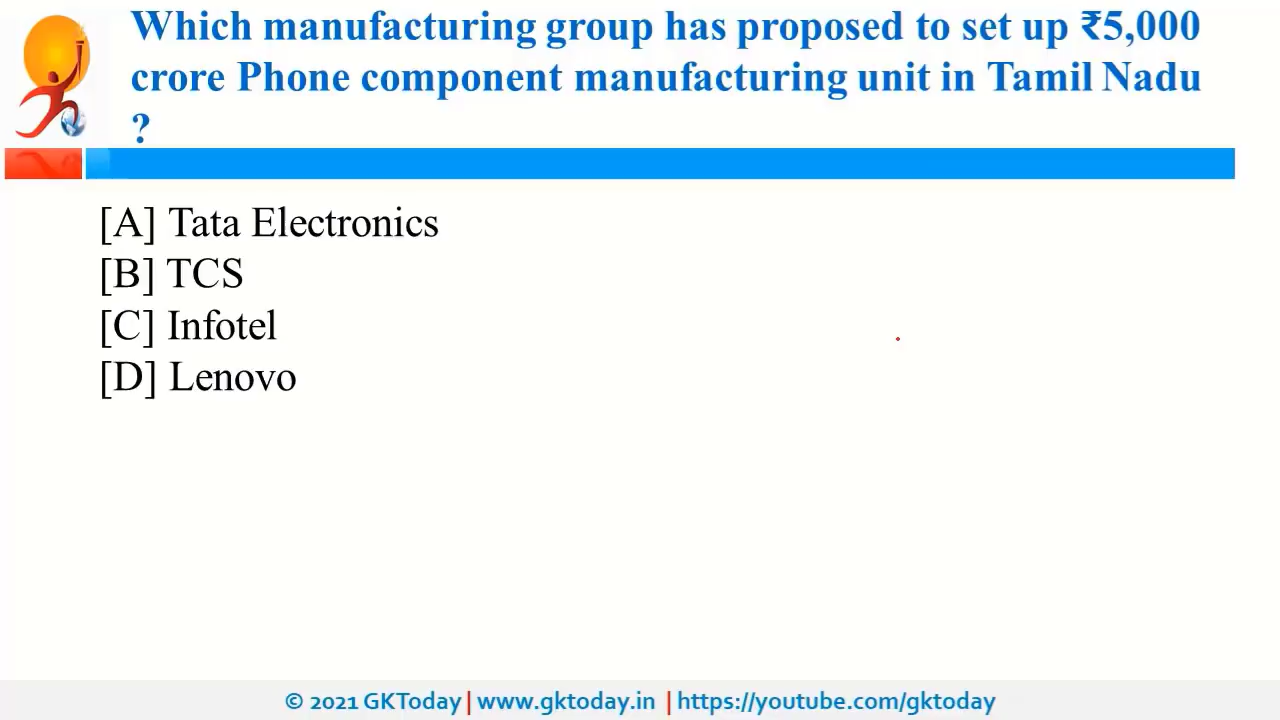 Which manufacturing group has proposed to set up ₹5,000
crore Phone component manufacturing unit in Tamil Nadu
?
[A] Tata Electronics
[B] TCS
[C] Infotel
[D] Lenovo
© 2021 GKToday | www.gktoday.in | https://youtube.com/gktoday